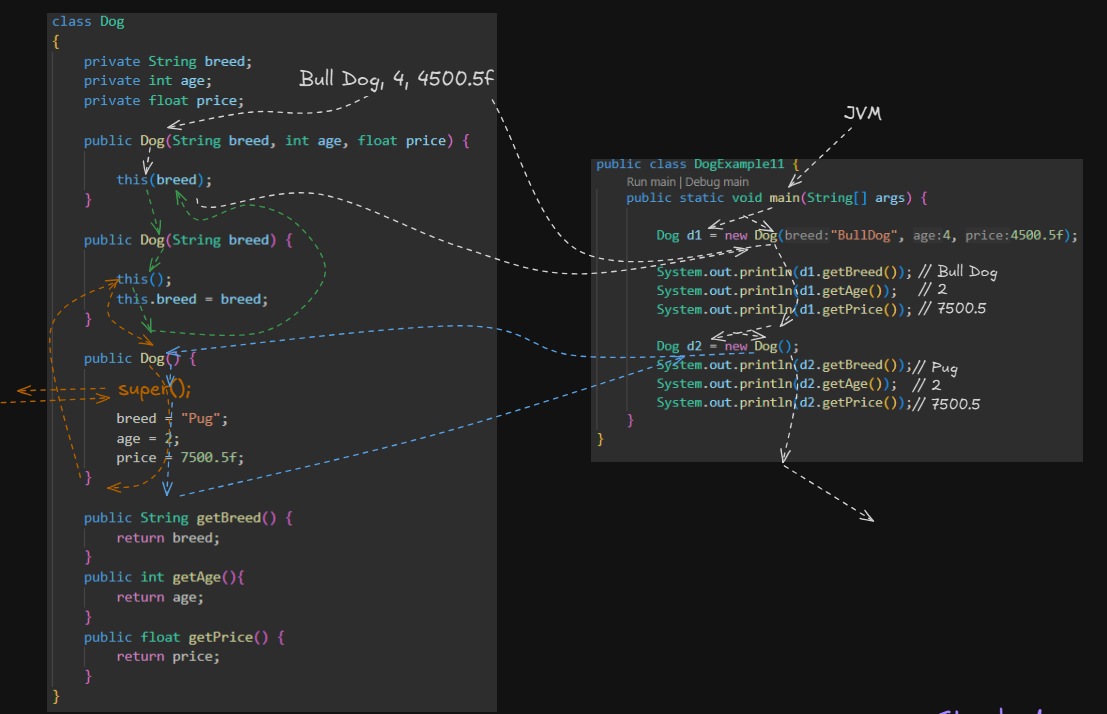 class Dog
{
private String breed;
private int age;
private float price;
Bull Dog, 4, 4500.5f
public Dog(String breed, int age, float price) {
this(breed);
}
public Dog(String breed) {
this();
this.breed = breed;
}
public Dog() {
super();
breed = "Pug";
age = 2;
price = 7500.5f;
}
public String getBreed() {
return breed;
}
public int getAge(){
return age;
}
public float getPrice() {
return price;
}
}
JVM
public class DogExample11 {
Run main | Debug main
public static void main(String[] args) {
Dog d1 = new Dog(breed:"BullDog", age:4, price:4500.5f);
System.out.println(d1.getBreed()); // Bull Dog
System.out.println(d1.getAge()); // 2
System.out.println(d1.getPrice()); // 7500.5
Dog d2 = new Dog();
System.out.println(d2.getBreed());// Pug
System.out.println(d2.getAge()); // 2
System.out.println(d2.getPrice());// 7500.5
}
}